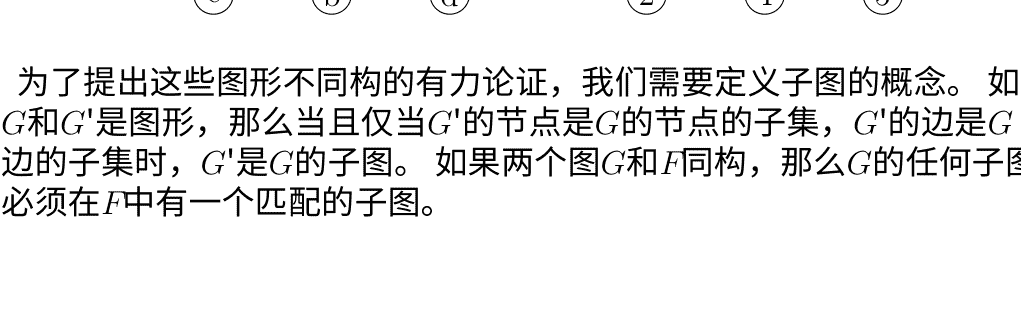 b d 2
为了提出这些图形不同构的有力论证，我们需要定义子图的概念。 如
G和G'是图形，那么当且仅当G'的节点是G的节点的子集，G'的边是G
边的子集时，G'是G的子图。 如果两个图G和F同构，那么G的任何子图
必须在F中有一个匹配的子图。